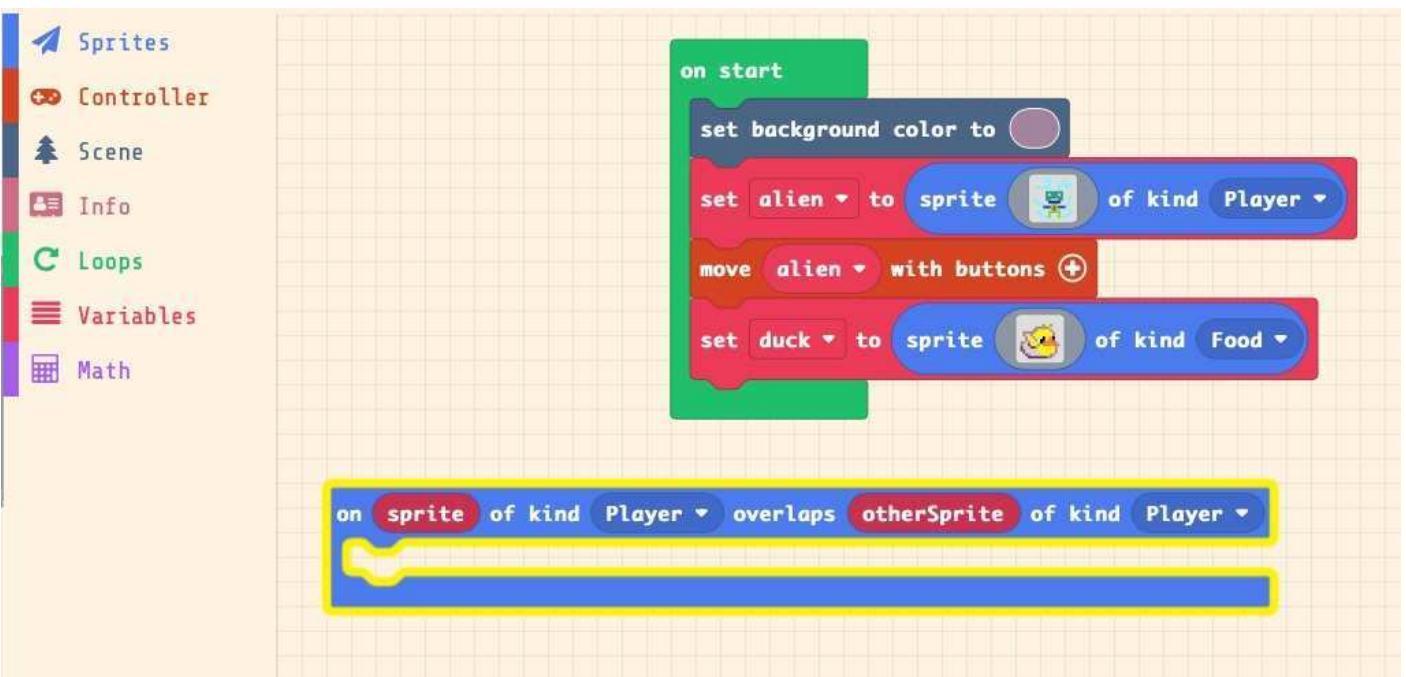 Sprites
Controller
Scene
Info
Loops
Variables
Math
on start
set background color to
set alien to sprite of kind Player
move alien with buttons
set duck to sprite of kind Food
on sprite of kind Player overlaps otherSprite of kind Player